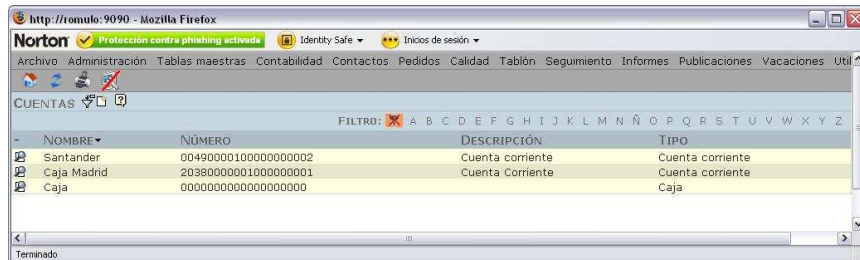 http://romulo:9090 - Mozilla Firefox
Norton Protección contra phishing activada Identity Safe Inicios de sesión
Archivo Administración Tablas maestras Contabilidad Contactos Pedidos Calidad Tablón Seguimiento Informes Publicaciones Vacaciones Util
CUENTAS
FILTRO: A B C D E F G H I J K L M N Ñ O P Q R S T U V W X Y Z
- NOMBRE NÚMERO DESCRIPCIÓN TIPO
Santander 00490000100000000002 Cuenta corriente Cuenta corriente
Caja Madrid 20380000001000000001 Cuenta Corriente Cuenta corriente
Caja 0000000000000000000 Caja
Terminado